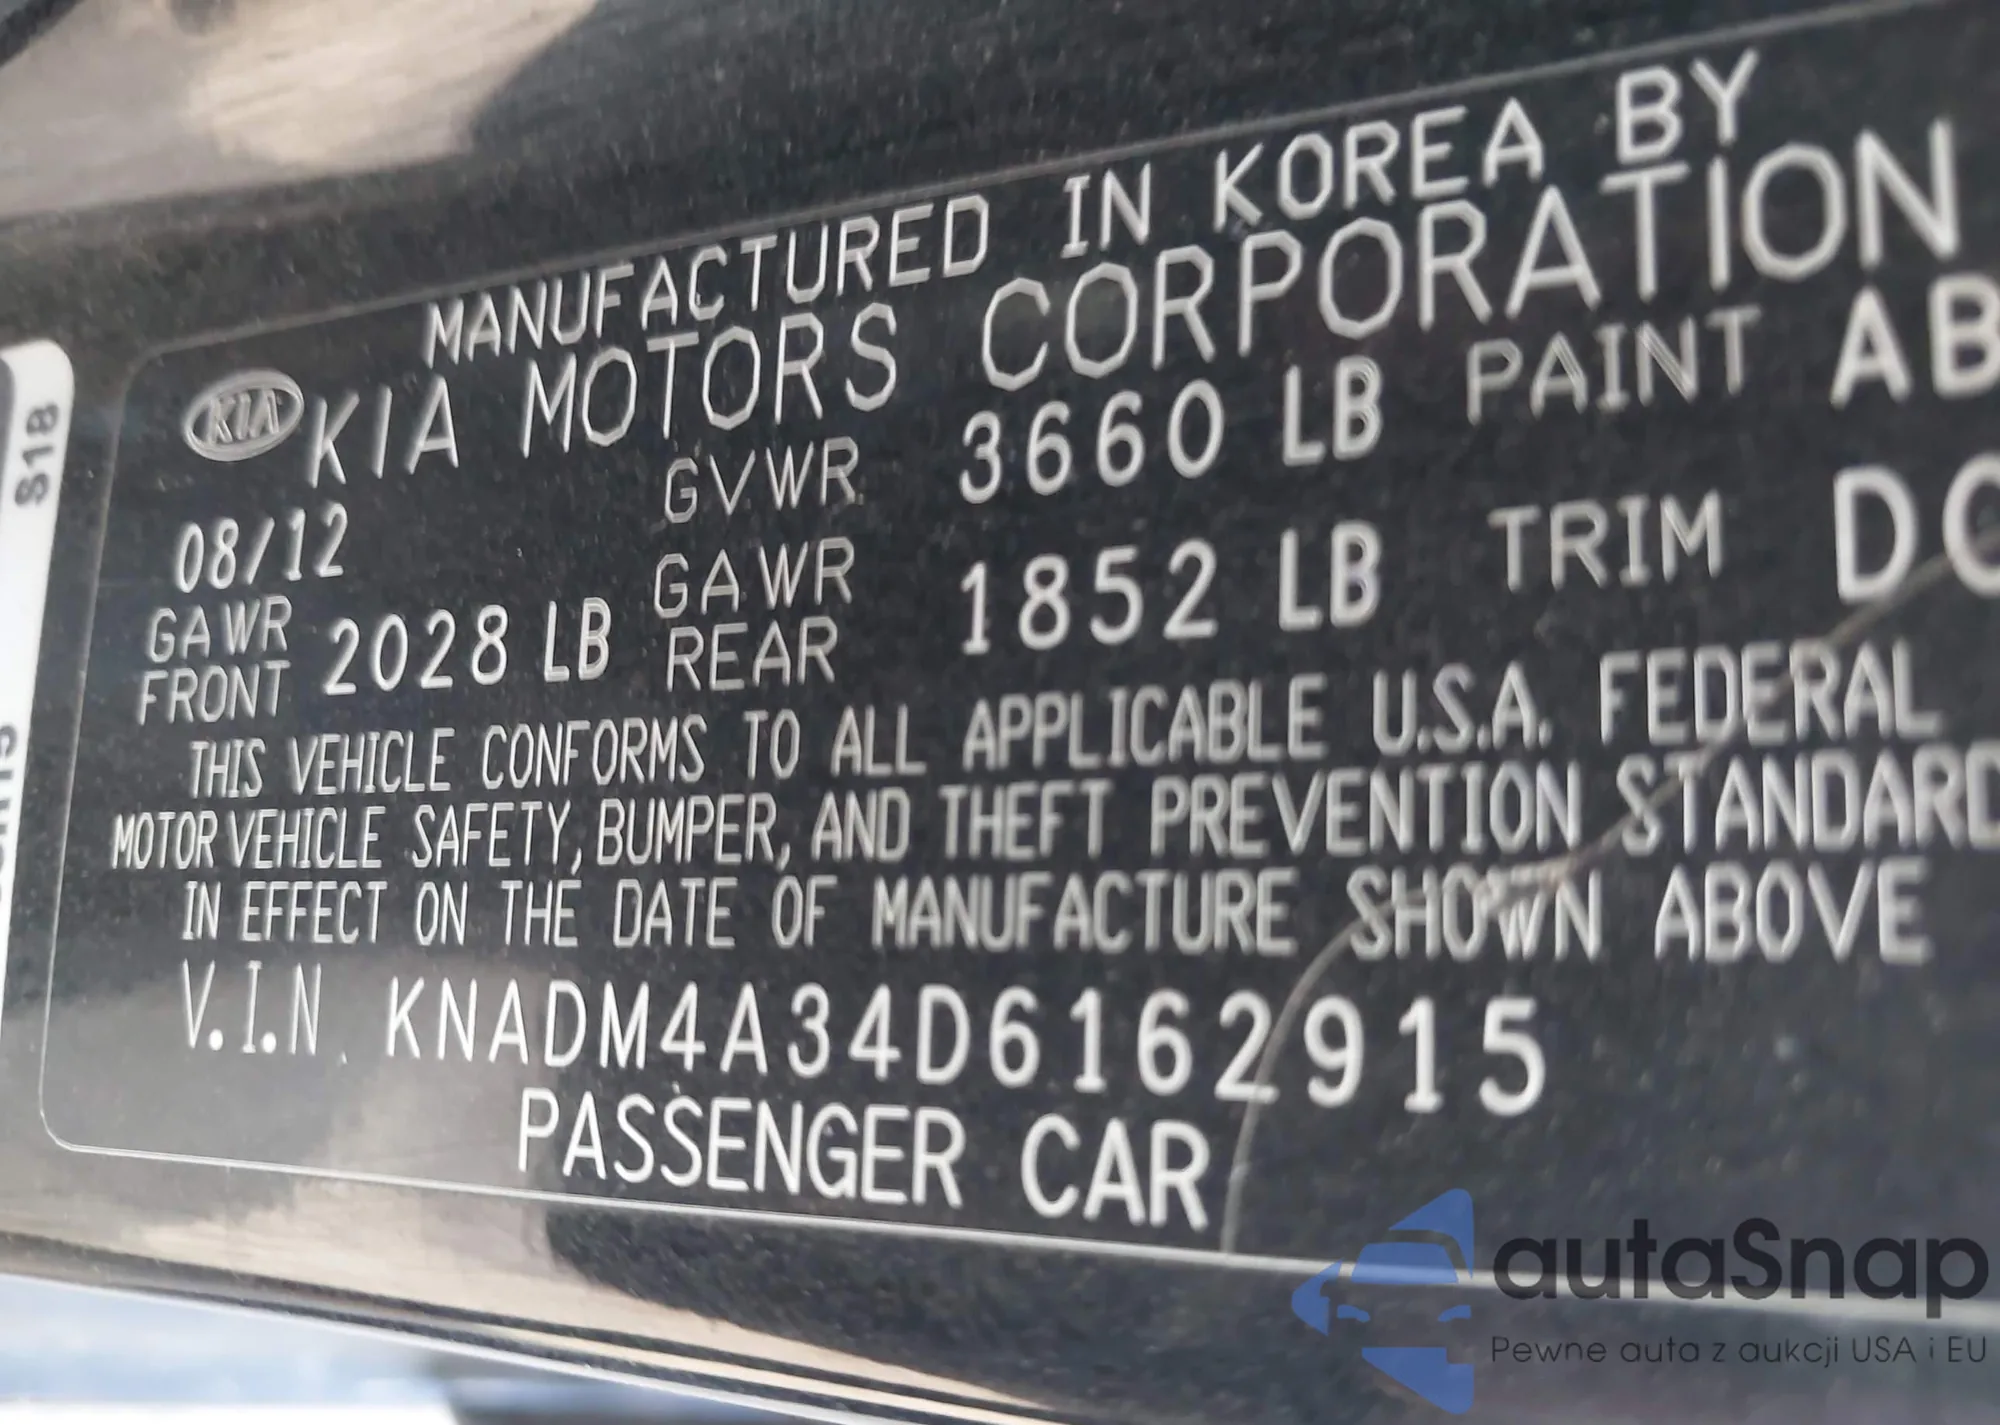 MANUFACTURED IN KOREA BY
KIA KIA MOTORS CORPORATION
08/12 GVWR 3660 LB PAINT AB
GAWR FRONT 2028 LB GAWR REAR 1852 LB TRIM
THIS VEHICLE CONFORMS TO ALL APPLICABLE U.S.A. FEDERAL
MOTOR VEHICLE SAFETY, BUMPER, AND THEFT PREVENTION STANDARD
IN EFFECT ON THE DATE OF MANUFACTURE SHOWN ABOVE
V.I.N. KNADM4A34D6162915
PASSENGER CAR
S18
autaSnap
Pewne auta z aukcji USA i EU